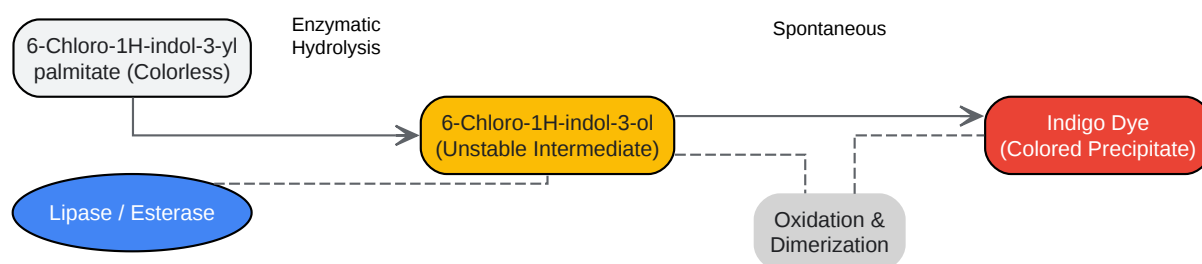 Enzymatic
Hydrolysis
Spontaneous
6-Chloro-1H-indol-3-yl
palmitate (Colorless)
6-Chloro-1H-indol-3-ol
(Unstable Intermediate)
Indigo Dye
(Colored Precipitate)
Lipase / Esterase
Oxidation &
Dimerization